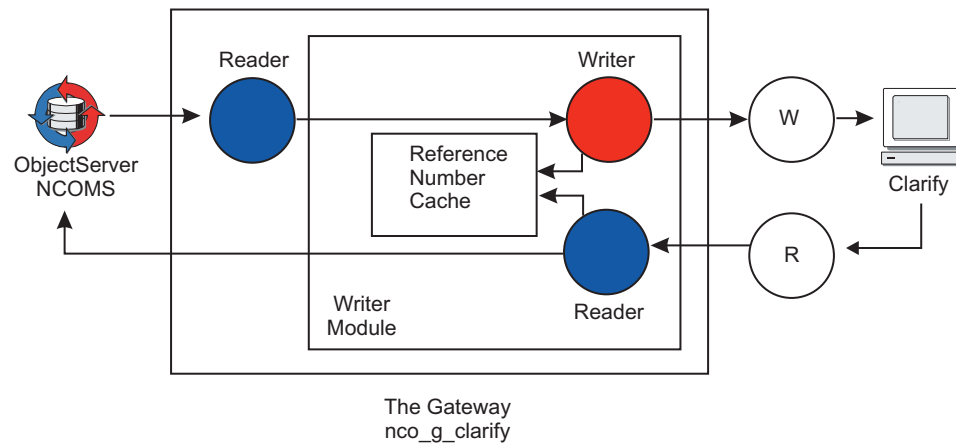 Reader
Writer
ObjectServer
NCOMS
Reference
Number
Cache
W
Clarify
R
Reader
Writer
Module
The Gateway
nco_g_clarify